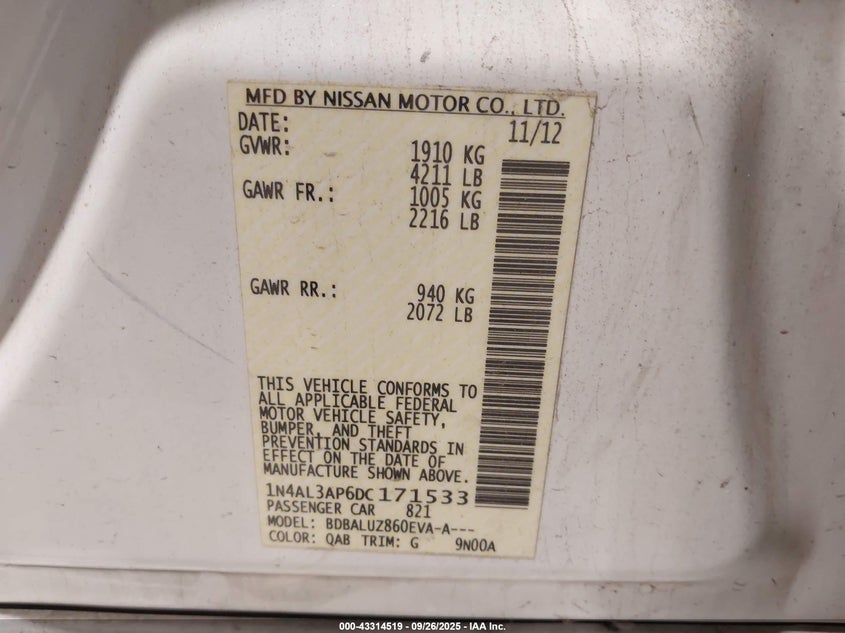 MFD BY NISSAN MOTOR CO., LTD.
DATE: 11/12
GVWR: 1910 KG
4211 LB
GAWR FR.: 1005 KG
2216 LB
GAWR RR.: 940 KG
2072 LB
THIS VEHICLE CONFORMS TO
ALL APPLICABLE FEDERAL
MOTOR VEHICLE SAFETY,
BUMPER, AND THEFT
PREVENTION STANDARDS IN
EFFECT ON THE DATE OF
MANUFACTURE SHOWN ABOVE.
1N4AL3AP6DC171533
PASSENGER CAR 821
MODEL: BDBALUZ860EVA-A---
COLOR: QAB TRIM: G 9N00A
000-43314519 - 09/26/2025 - IAA Inc.